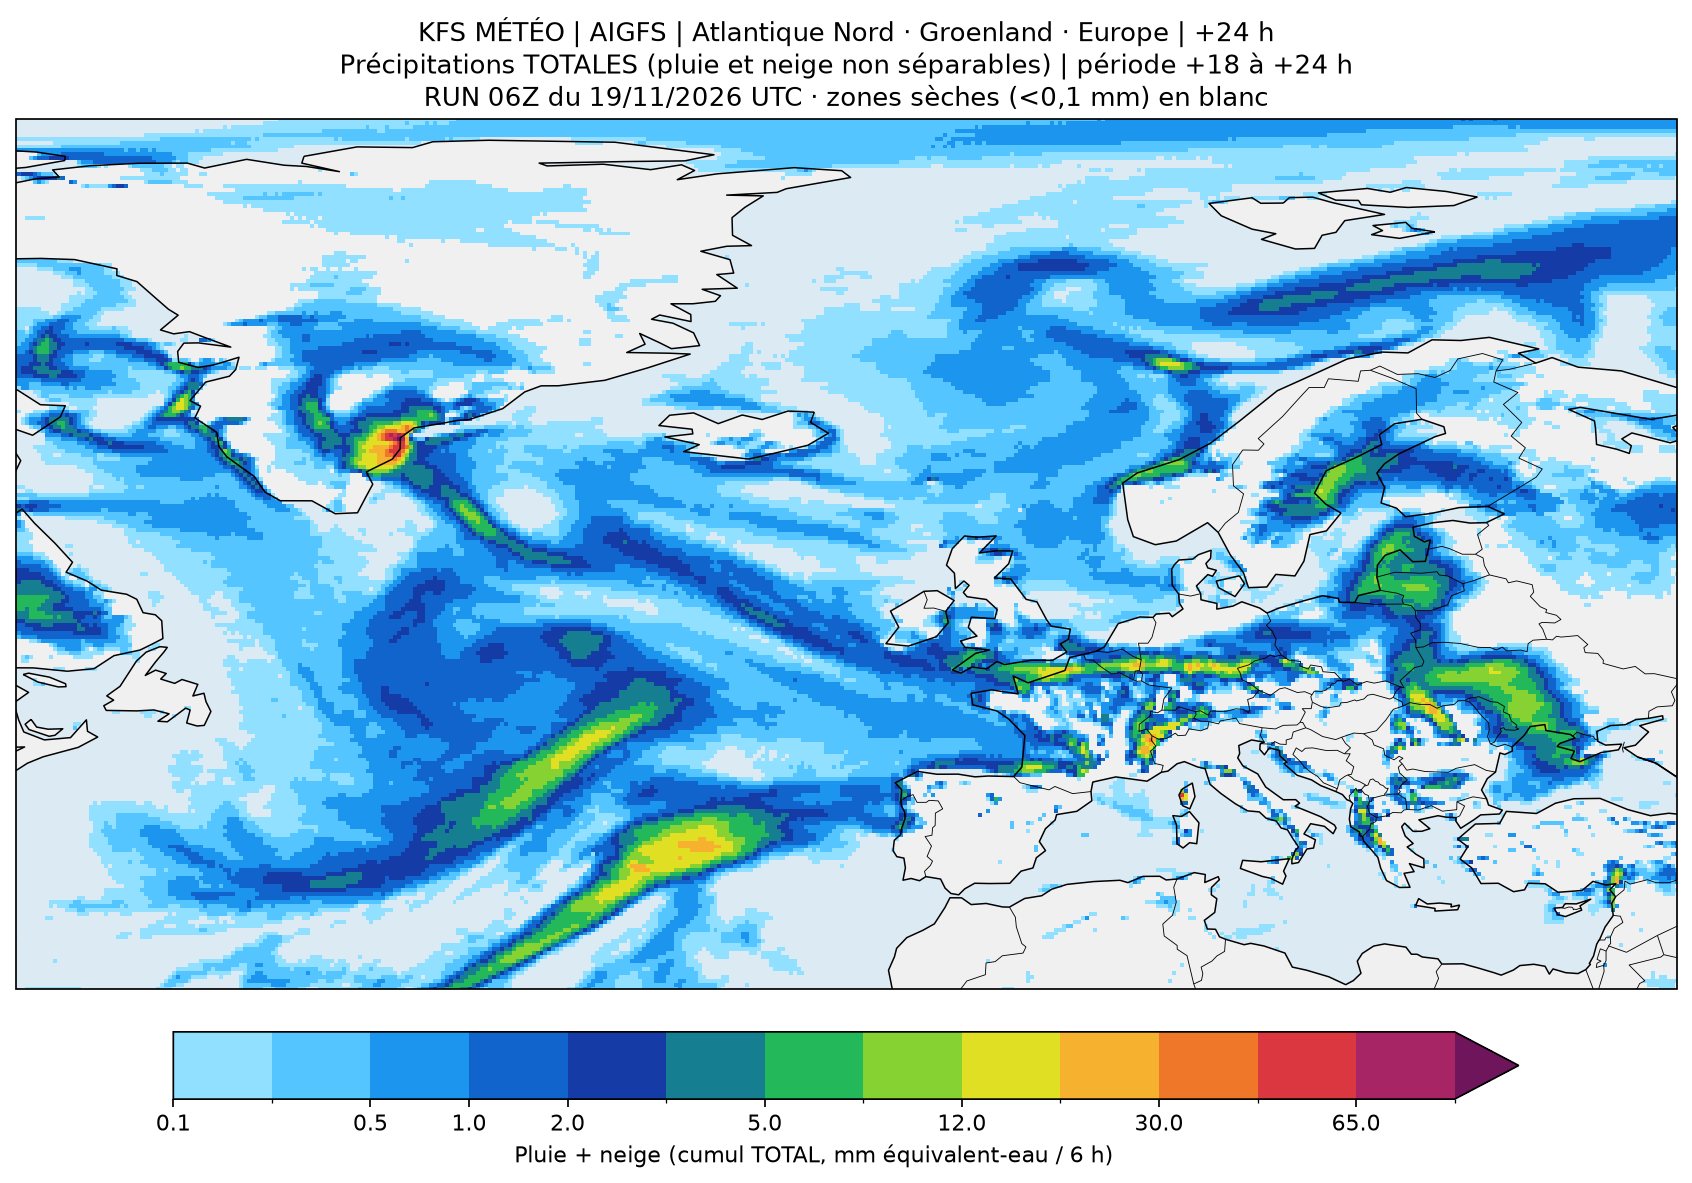 KFS MÉTÉO | AIGFS | Atlantique Nord · Groenland · Europe | +24 h
Précipitations TOTALES (pluie et neige non séparables) | période +18 à +24 h
RUN 06Z du 19/11/2026 UTC · zones sèches (<0,1 mm) en blanc
0.1 0.5 1.0 2.0 5.0 12.0 30.0 65.0
Pluie + neige (cumul TOTAL, mm équivalent-eau / 6 h)